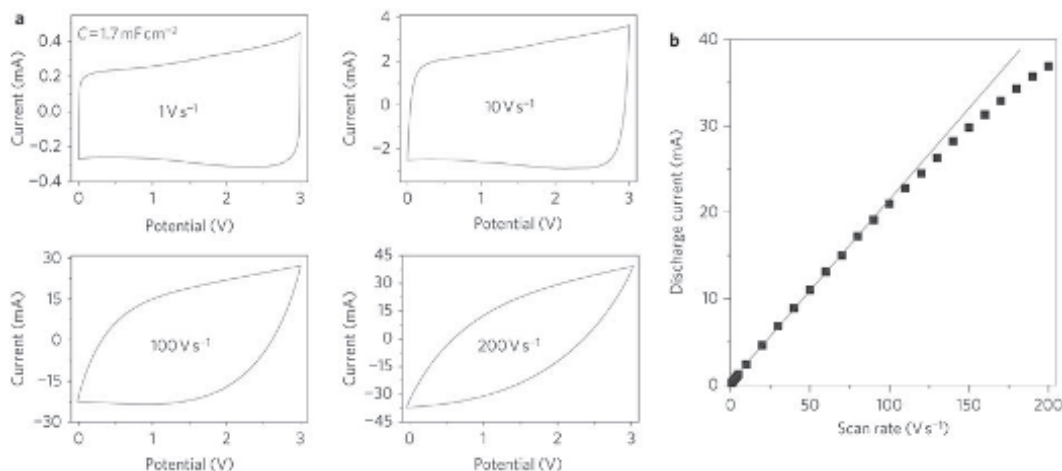 a
C=1.7 mF cm⁻²
Current (mA)
0.4
0.2
0.0
−0.2
−0.4
1 V s⁻¹
0 1 2 3
Potential (V)
Current (mA)
4
2
0
−2
10 V s⁻¹
0 1 2 3
Potential (V)
Current (mA)
30
15
0
−15
−30
100 V s⁻¹
0 1 2 3
Potential (V)
Current (mA)
45
30
15
0
−15
−30
−45
200 V s⁻¹
0 1 2 3
Potential (V)
b
Discharge current (mA)
40
30
20
10
0
0 50 100 150 200
Scan rate (V s⁻¹)